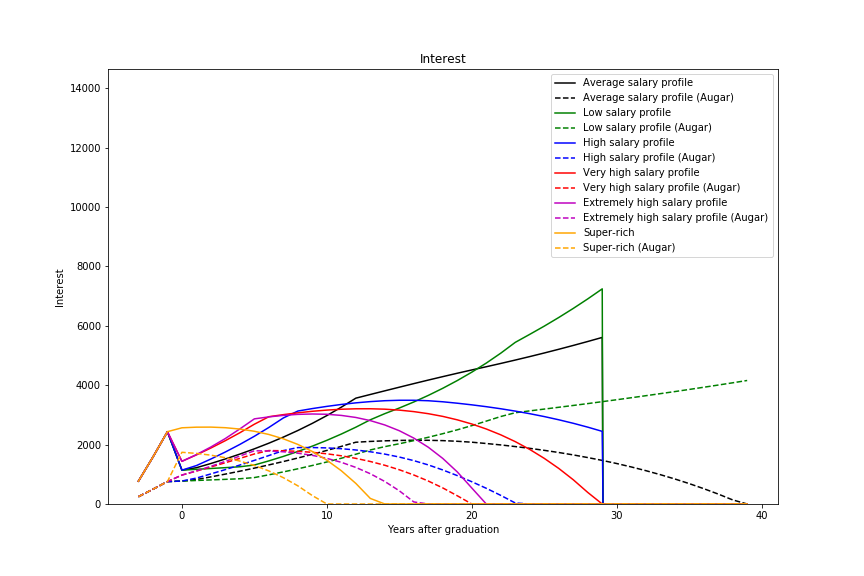 Interest
14000
12000
10000
8000
6000
4000
2000
0
Interest
0
10
20
30
40
Years after graduation
Average salary profile
Average salary profile (Augar)
Low salary profile
Low salary profile (Augar)
High salary profile
High salary profile (Augar)
Very high salary profile
Very high salary profile (Augar)
Extremely high salary profile
Extremely high salary profile (Augar)
Super-rich
Super-rich (Augar)